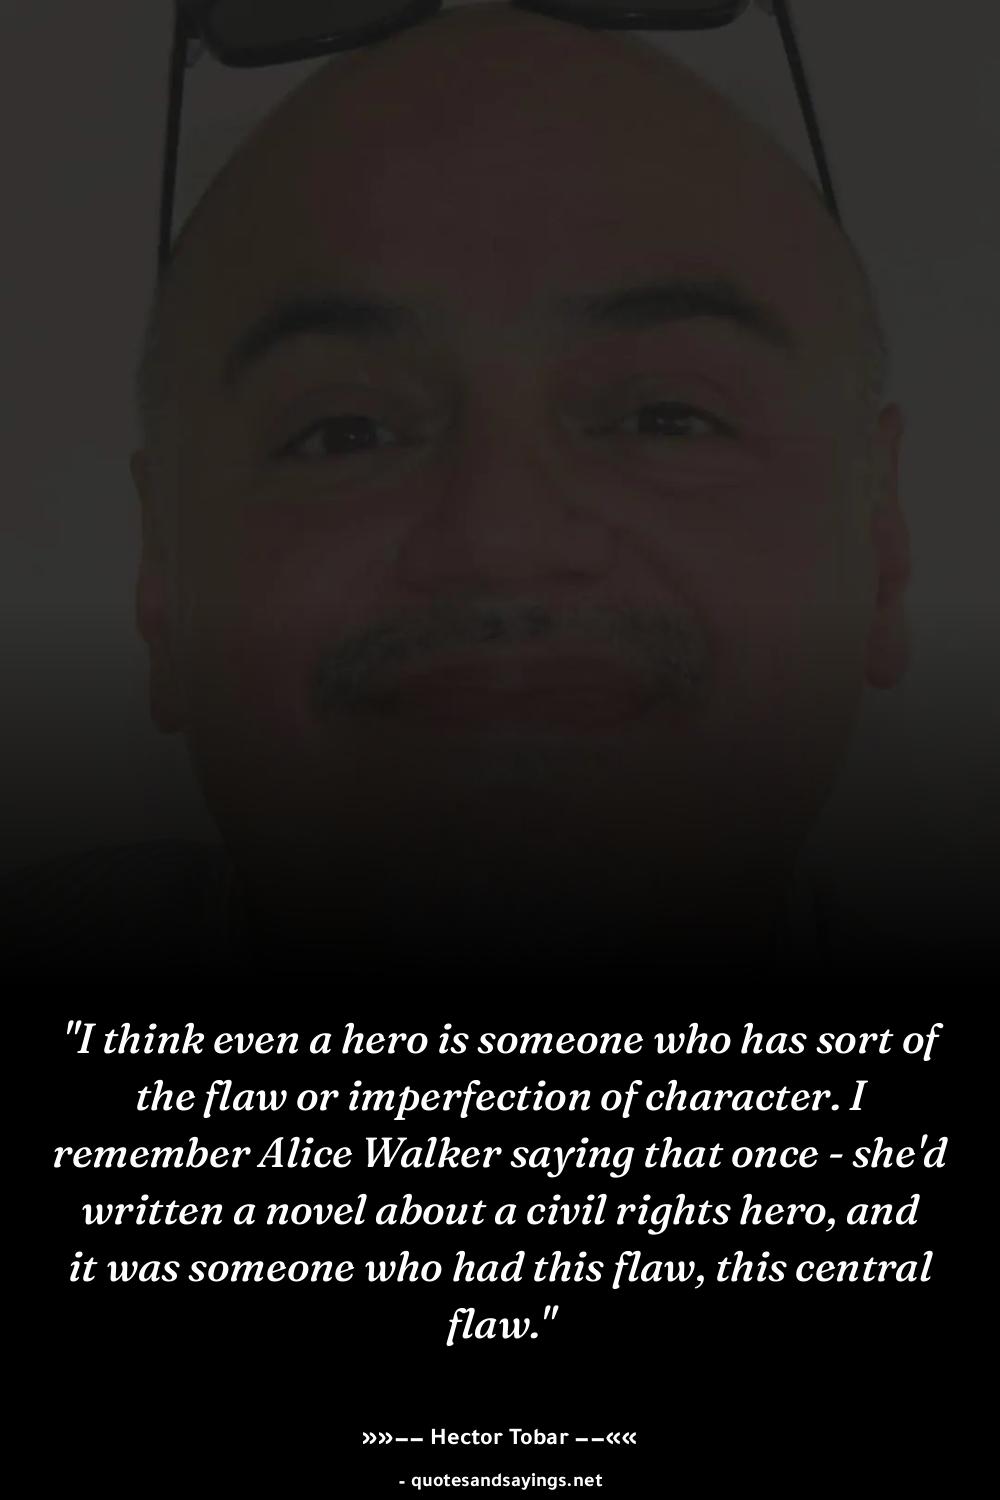 "I think even a hero is someone who has sort of
the flaw or imperfection of character. I
remember Alice Walker saying that once - she'd
written a novel about a civil rights hero, and
it was someone who had this flaw, this central
flaw."
»»−− Hector Tobar −−««
- quotesandsayings.net